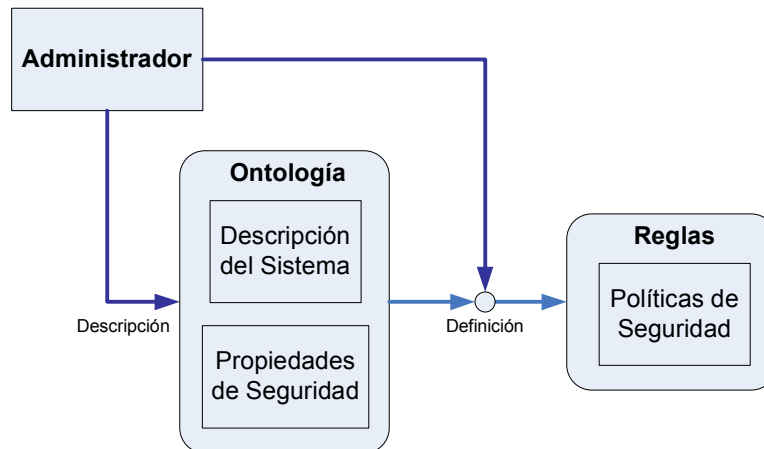 Administrador
Ontología
Descripción
del Sistema
Propiedades
de Seguridad
Descripción
Definición
Reglas
Políticas de
Seguridad